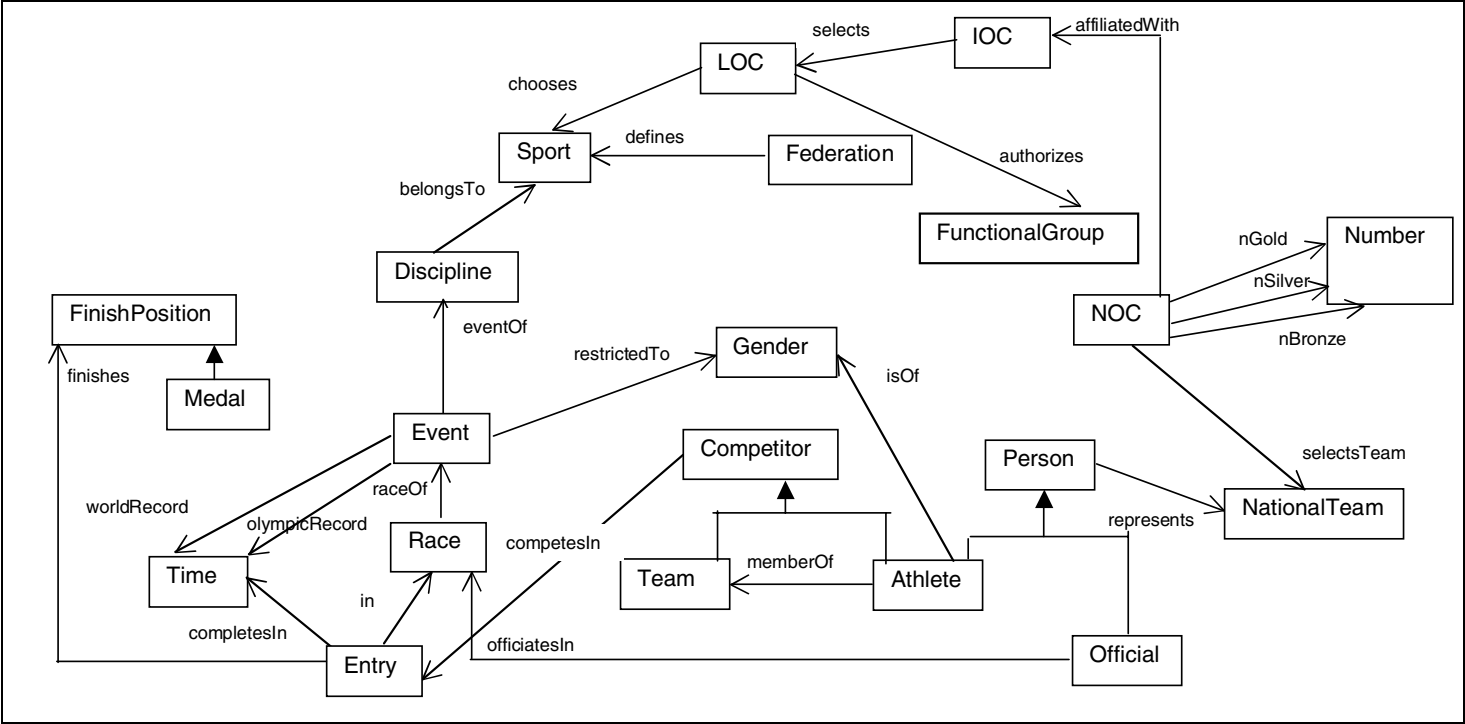 affiliatedWith
selects
IOC
LOC
chooses
defines
Sport
Federation
authorizes
belongsTo
FunctionalGroup
Number
nGold
Discipline
nSilver
FinishPosition
NOC
eventOf
nBronze
Gender
restrictedTo
finishes
isOf
Medal
Event
Competitor
Person
selectsTeam
raceOf
worldRecord
NationalTeam
olympicRecord
represents
Race
competesIn
memberOf
Time
Team
Athlete
in
completesIn
officiatesIn
Entry
Official